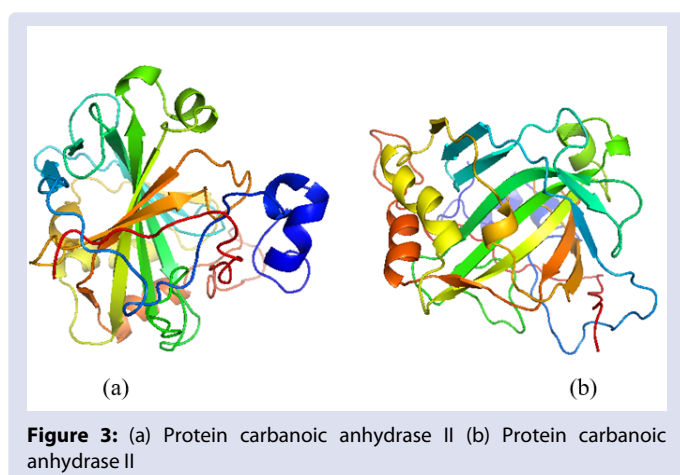 (a) (b)
Figure 3: (a) Protein carbanoic anhydrase II (b) Protein carbanoic
anhydrase II